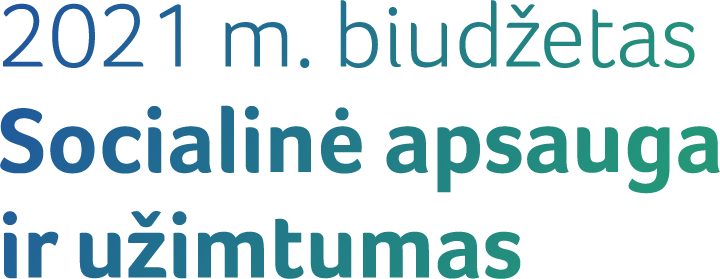 2021 m. biudžetas
Socialinė apsauga
ir užimtumas